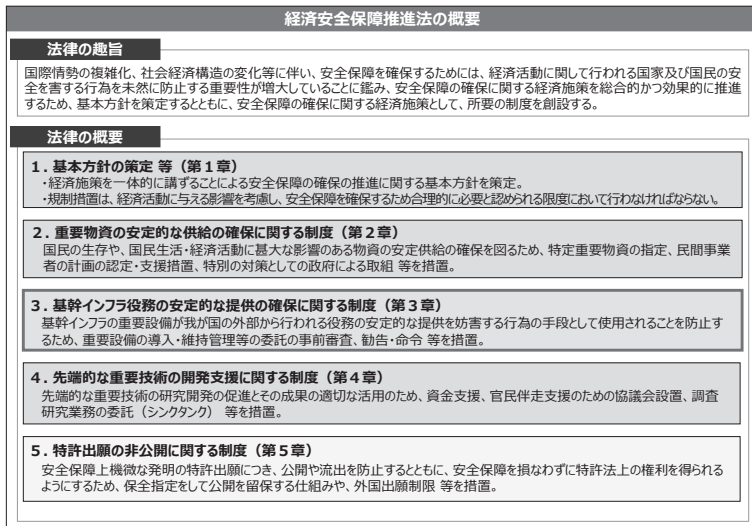 経済安全保障推進法の概要
法律の趣旨
国際情勢の複雑化、社会経済構造の変化等に伴い、安全保障を確保するためには、経済活動に関して行われる国家及び国民の安
全を害する行為を未然に防止する重要性が増大していることに鑑み、安全保障の確保に関する経済施策を総合的かつ効果的に推進
するため、基本方針を策定するとともに、安全保障の確保に関する経済施策として、所要の制度を創設する。
法律の概要
1.基本方針の策定 等(第1章)
・経済施策を一体的に講ずることによる安全保障の確保の推進に関する基本方針を策定。
・規制措置は、経済活動に与える影響を考慮し、安全保障を確保するため合理的に必要と認められる限度において行わなければならない。
2.重要物資の安定的な供給の確保に関する制度(第2章)
国民の生存や、国民生活・経済活動に甚大な影響のある物資の安定供給の確保を図るため、特定重要物資の指定、民間事業
者の計画の認定・支援措置、特別の対策としての政府による取組 等を措置。
3.基幹インフラ役務の安定的な提供の確保に関する制度(第3章)
基幹インフラの重要設備が我が国の外部から行われる役務の安定的な提供を妨害する行為の手段として使用されることを防止す
るため、重要設備の導入・維持管理等の委託の事前審査、勧告・命令 等を措置。
4.先端的な重要技術の開発支援に関する制度(第4章)
先端的な重要技術の研究開発の促進とその成果の適切な活用のため、資金支援、官民伴走支援のための協議会設置、調査
研究業務の委託(シンクタンク) 等を措置。
5.特許出願の非公開に関する制度(第5章)
安全保障上機微な発明の特許出願につき、公開や流出を防止するとともに、安全保障を損なわずに特許法上の権利を得られる
ようにするため、保全指定をして公開を留保する仕組みや、外国出願制限 等を措置。